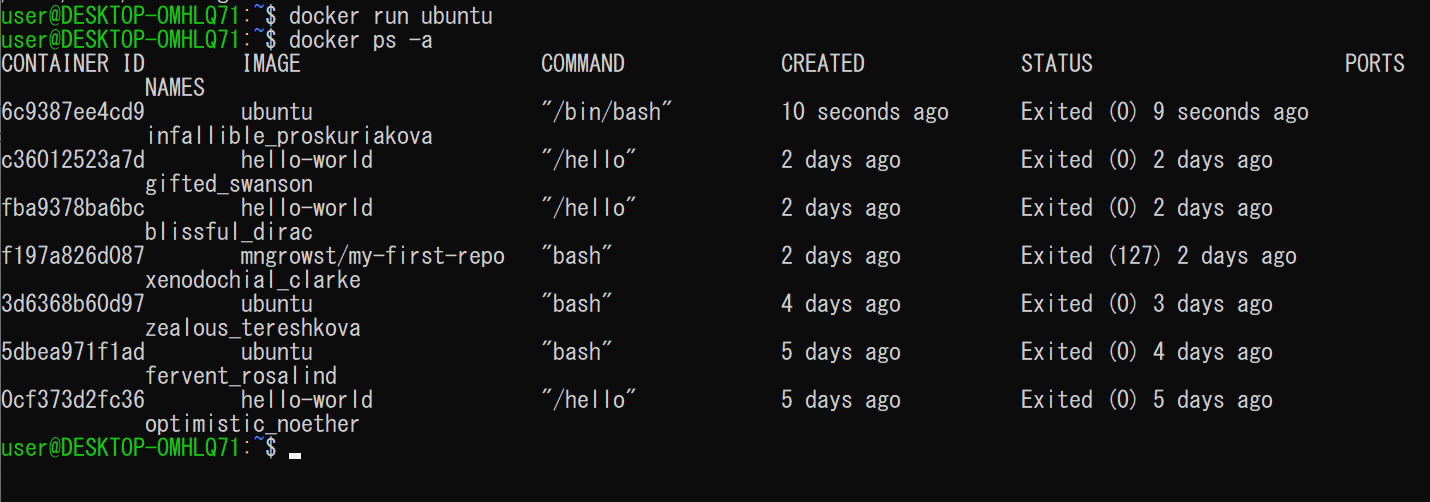 user@DESKTOP-OMHLQ71:~$ docker run ubuntu
user@DESKTOP-OMHLQ71:~$ docker ps -a
CONTAINER ID        IMAGE                    COMMAND             CREATED             STATUS                     PORTS
            NAMES
6c9387ee4cd9        ubuntu                   "/bin/bash"         10 seconds ago      Exited (0) 9 seconds ago
            infallible_proskuriakova
c36012523a7d        hello-world              "/hello"            2 days ago          Exited (0) 2 days ago
            gifted_swanson
fba9378ba6bc        hello-world              "/hello"            2 days ago          Exited (0) 2 days ago
            blissful_dirac
f197a826d087        mngrowst/my-first-repo   "bash"              2 days ago          Exited (127) 2 days ago
            xenodochial_clarke
3d6368b60d97        ubuntu                   "bash"              4 days ago          Exited (0) 3 days ago
            zealous_tereshkova
5dbea971f1ad        ubuntu                   "bash"              5 days ago          Exited (0) 4 days ago
            fervent_rosalind
0cf373d2fc36        hello-world              "/hello"            5 days ago          Exited (0) 5 days ago
            optimistic_noether
user@DESKTOP-OMHLQ71:~$